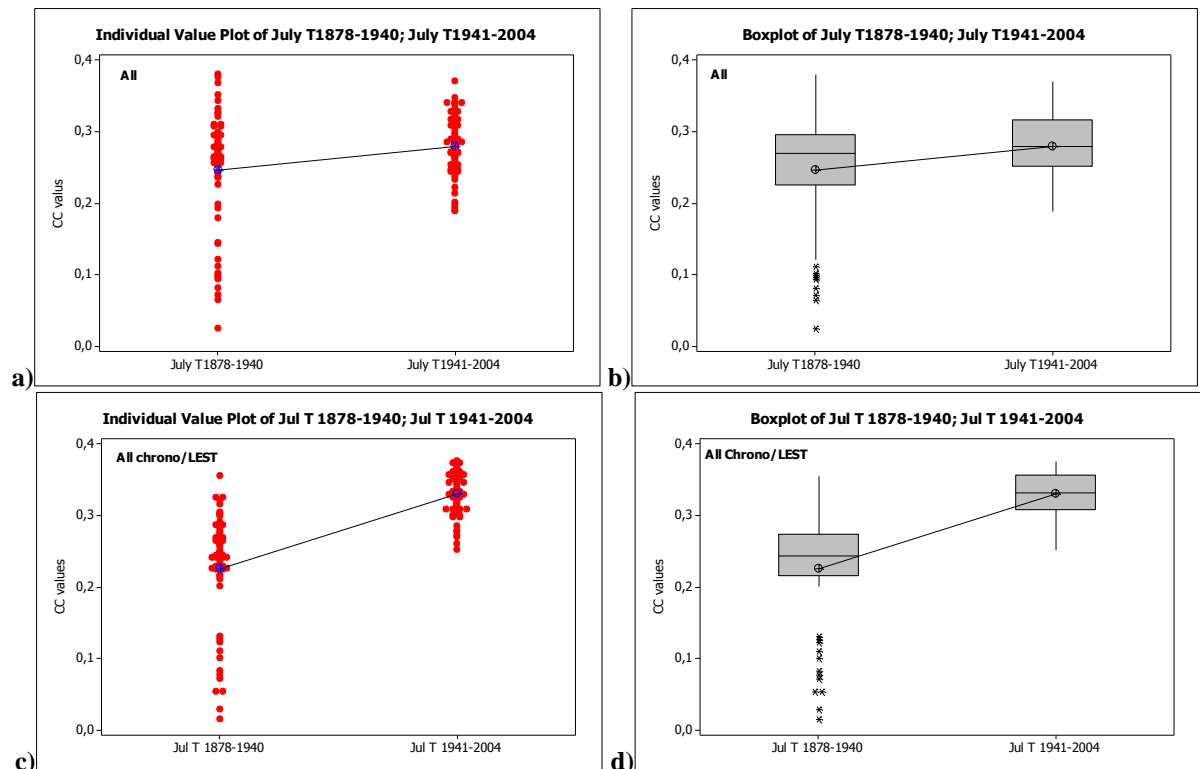 Individual Value Plot of July T1878-1940; July T1941-2004
All
CC valus
0,4
0,3
0,2
0,1
0,0
July T1878-1940
July T1941-2004
a)
Boxplot of July T1878-1940; July T1941-2004
All
0,4
0,3
0,2
0,1
0,0
July T1878-1940
July T1941-2004
b)
Individual Value Plot of Jul T 1878-1940; Jul T 1941-2004
All chrono/LEST
CC values
0,4
0,3
0,2
0,1
0,0
Jul T 1878-1940
Jul T 1941-2004
c)
Boxplot of Jul T 1878-1940; Jul T 1941-2004
All Chrono/LEST
CC values
0,4
0,3
0,2
0,1
0,0
Jul T 1878-1940
Jul T 1941-2004
d)